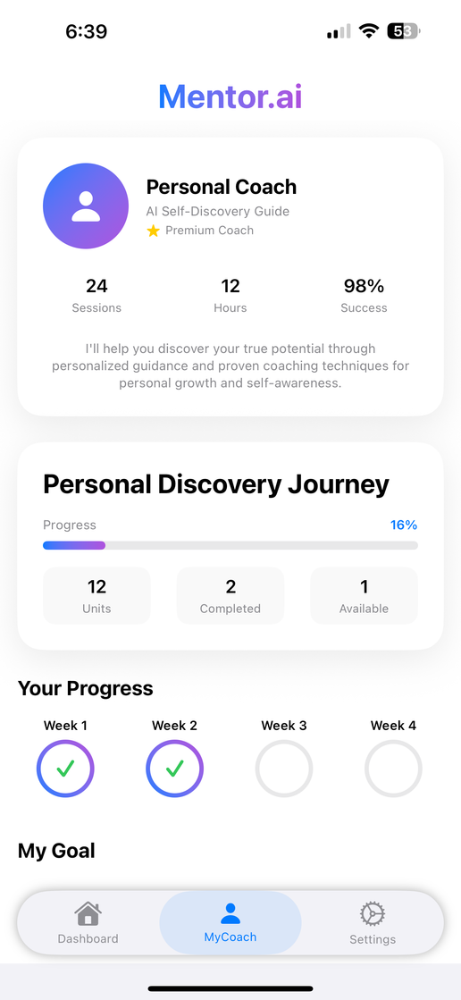 6:39
53
Mentor.ai
Personal Coach
AI Self-Discovery Guide
Premium Coach
24
12
98%
Sessions
Hours
Success
I'll help you discover your true potential through
personalized guidance and proven coaching techniques for
personal growth and self-awareness.
Personal Discovery Journey
Progress
16%
12
2
1
Units
Completed
Available
Your Progress
Week 1
Week 2
Week 3
Week 4
My Goal
Dashboard
MyCoach
Settings